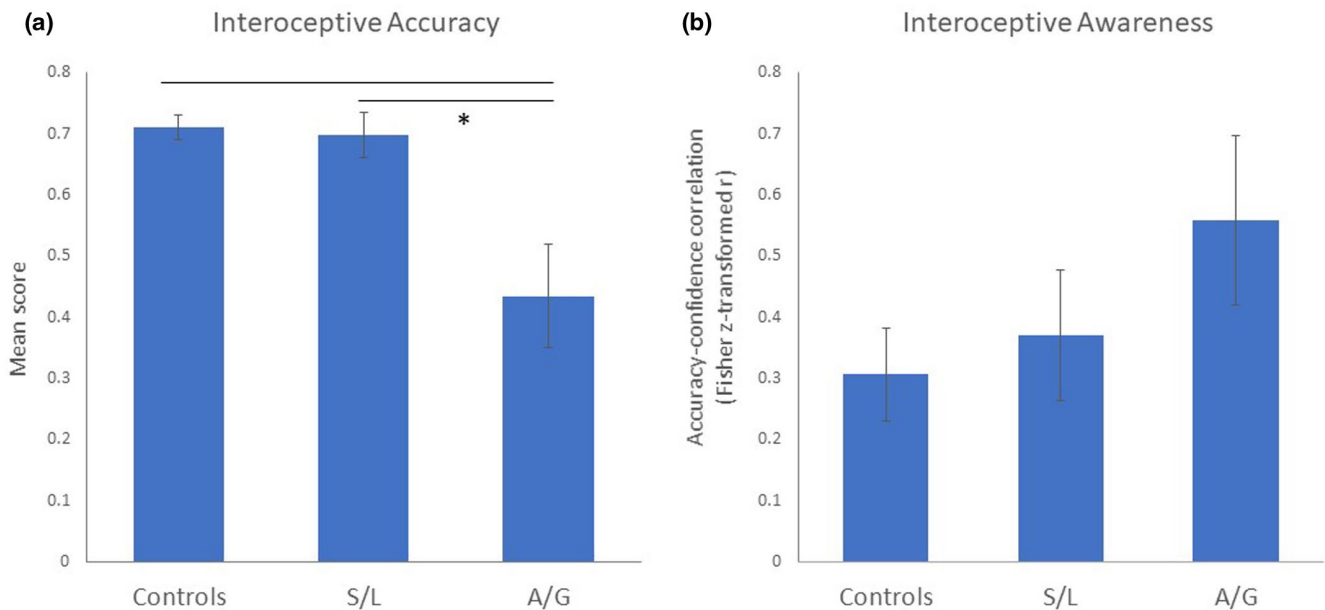 (a)
Interoceptive Accuracy
Mean score
0.8
0.7
0.6
0.5
0.4
0.3
0.2
0.1
0
*
Controls
S/L
A/G
(b)
Interoceptive Awareness
Accuracy-confidence correlation
(Fisher z-transformed r)
0.8
0.7
0.6
0.5
0.4
0.3
0.2
0.1
0
Controls
S/L
A/G